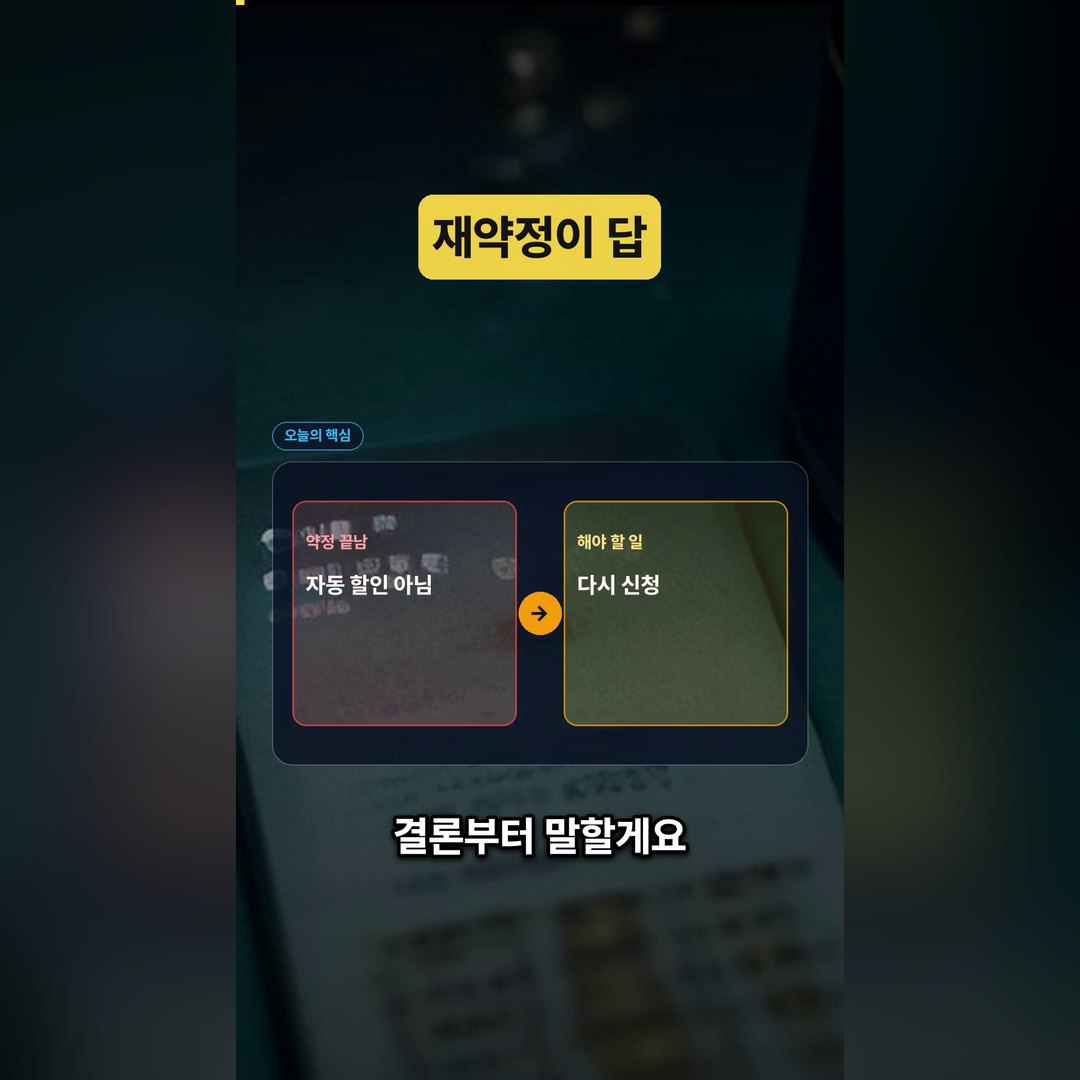 재약정이 답
오늘의 핵심
약정 끝남
자동 할인 아님
해야 할 일
다시 신청
결론부터 말할게요